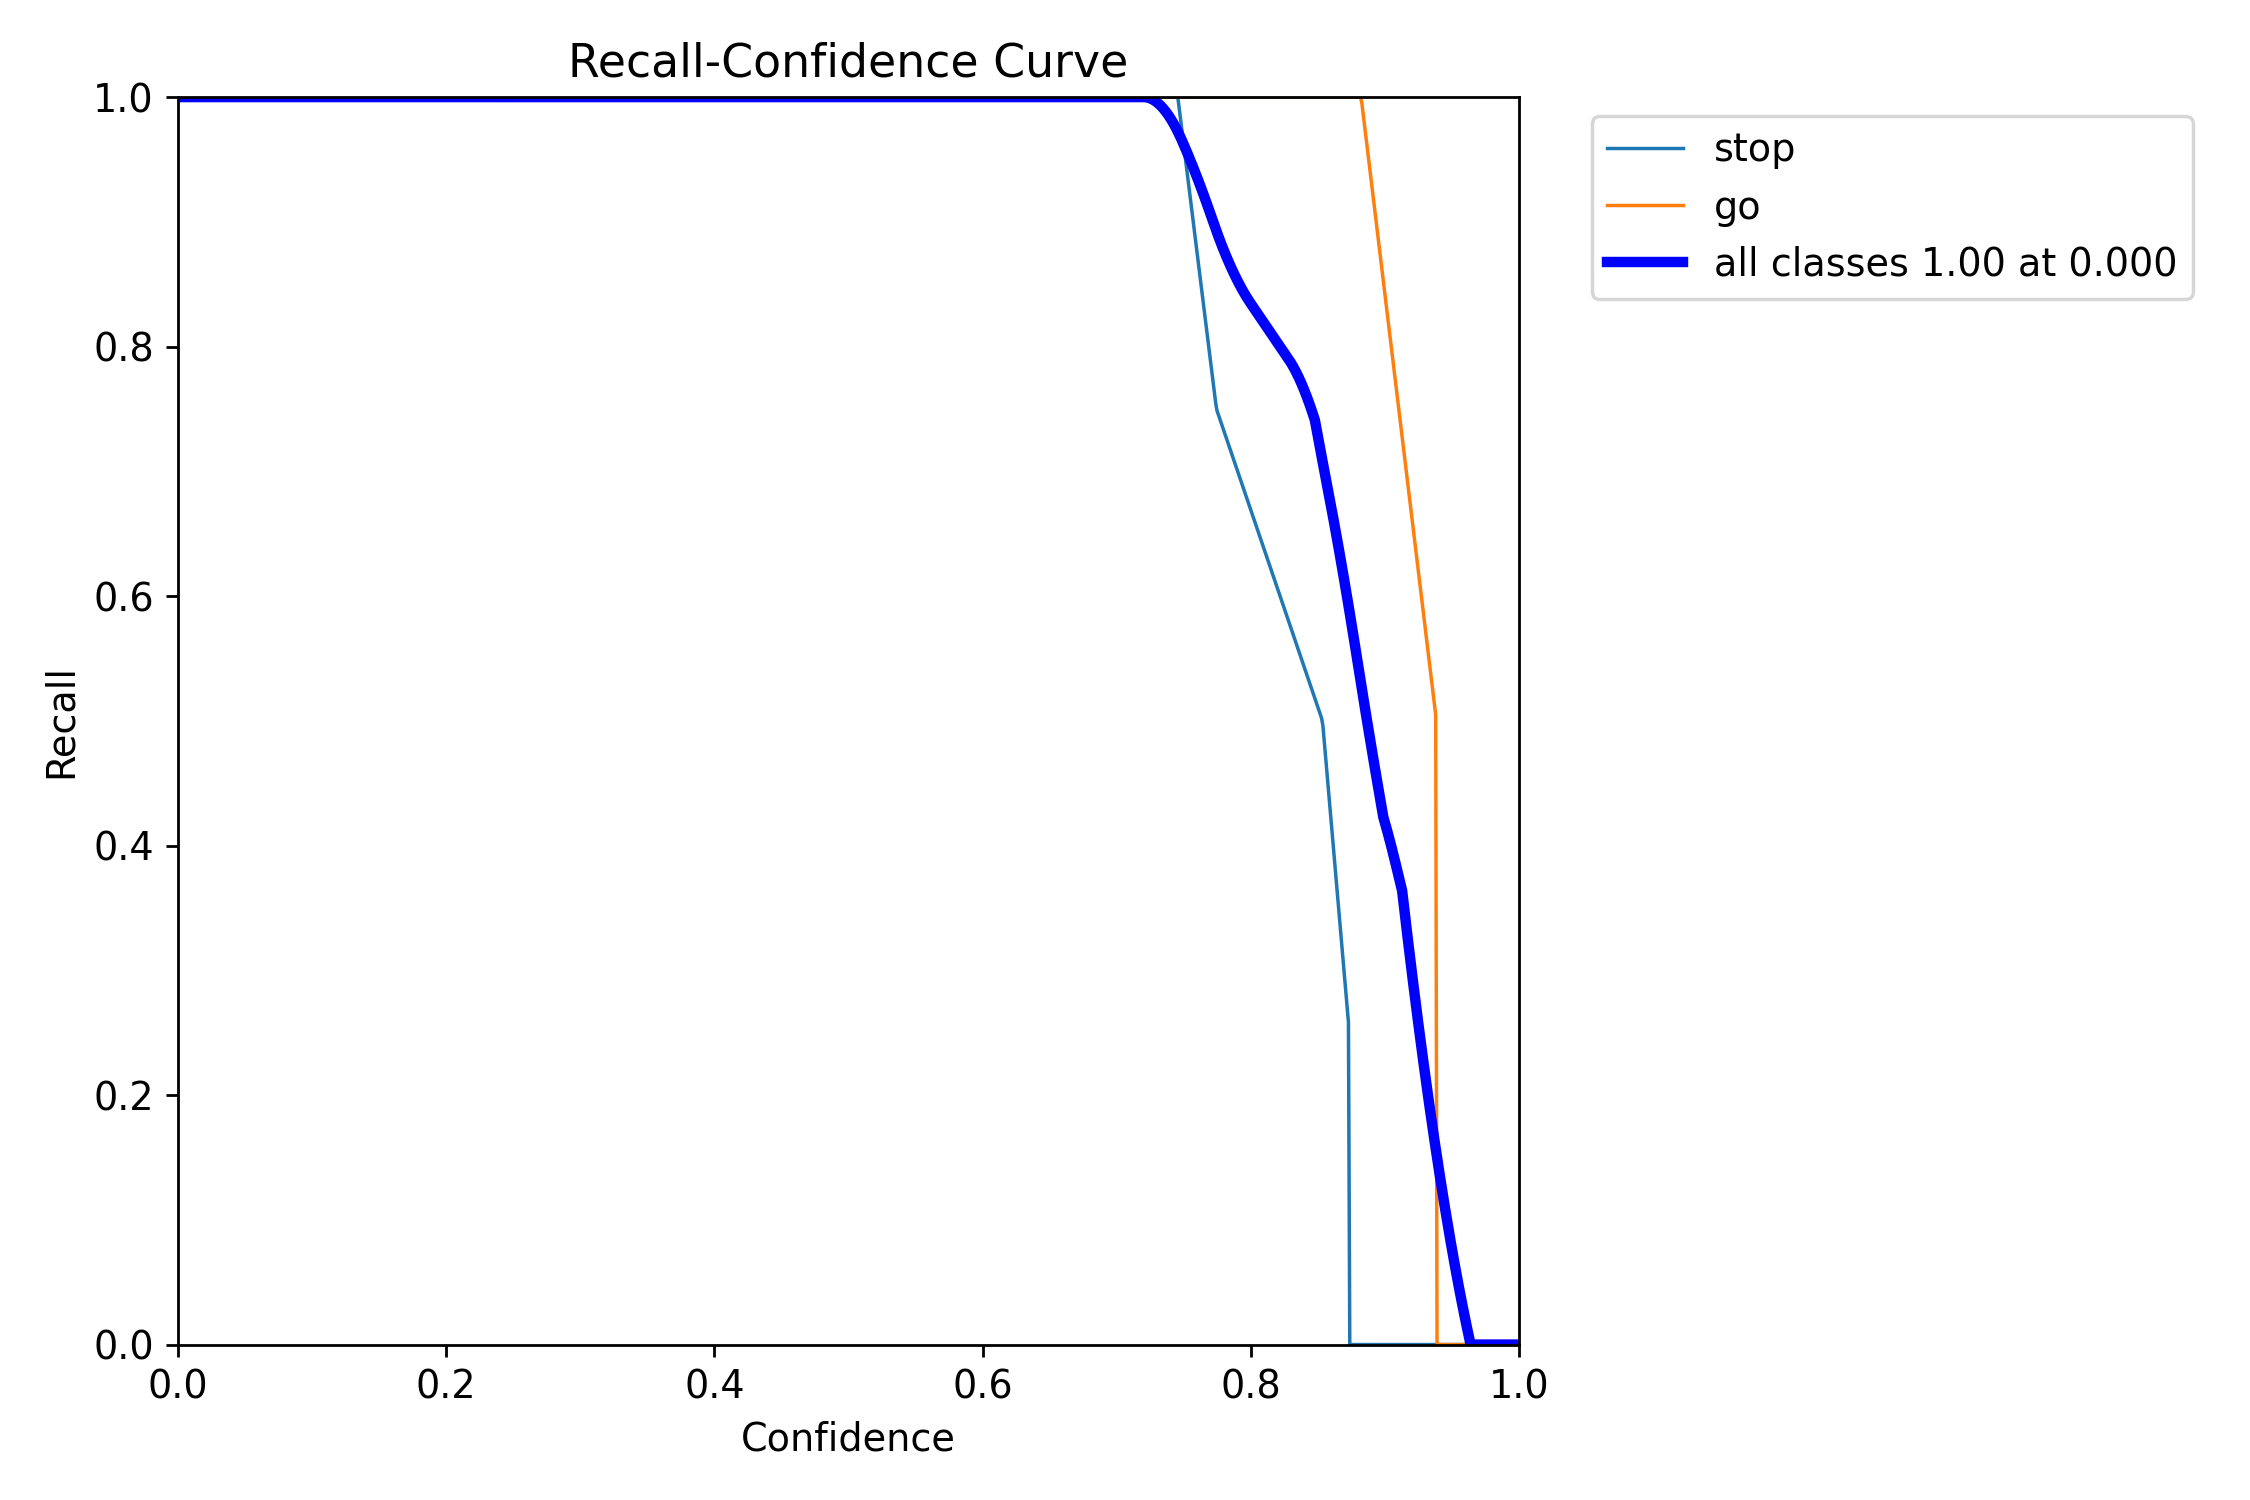 Recall-Confidence Curve
1.0
0.8
0.6
0.4
0.2
0.0
Recall
0.0 0.2 0.4 0.6 0.8 1.0
Confidence
stop
go
all classes 1.00 at 0.000